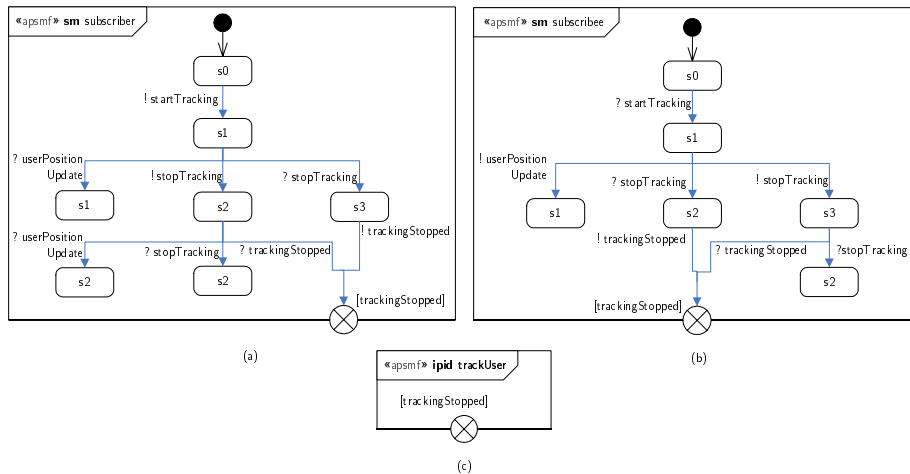 «apsmf» sm subscriber
s0
! startTracking
s1
? userPosition
Update
! stopTracking
? stopTracking
s1
s2
s3
! trackingStopped
? userPosition
Update
? stopTracking
? trackingStopped
s2
s2
[trackingStopped]
(a)
«apsmf» sm subscribee
s0
? startTracking
s1
! userPosition
Update
? stopTracking
! stopTracking
s1
s2
s3
! trackingStopped
? trackingStopped
?stopTracking
s2
[trackingStopped]
(b)
«apsmf» ipid trackUser
[trackingStopped]
(c)